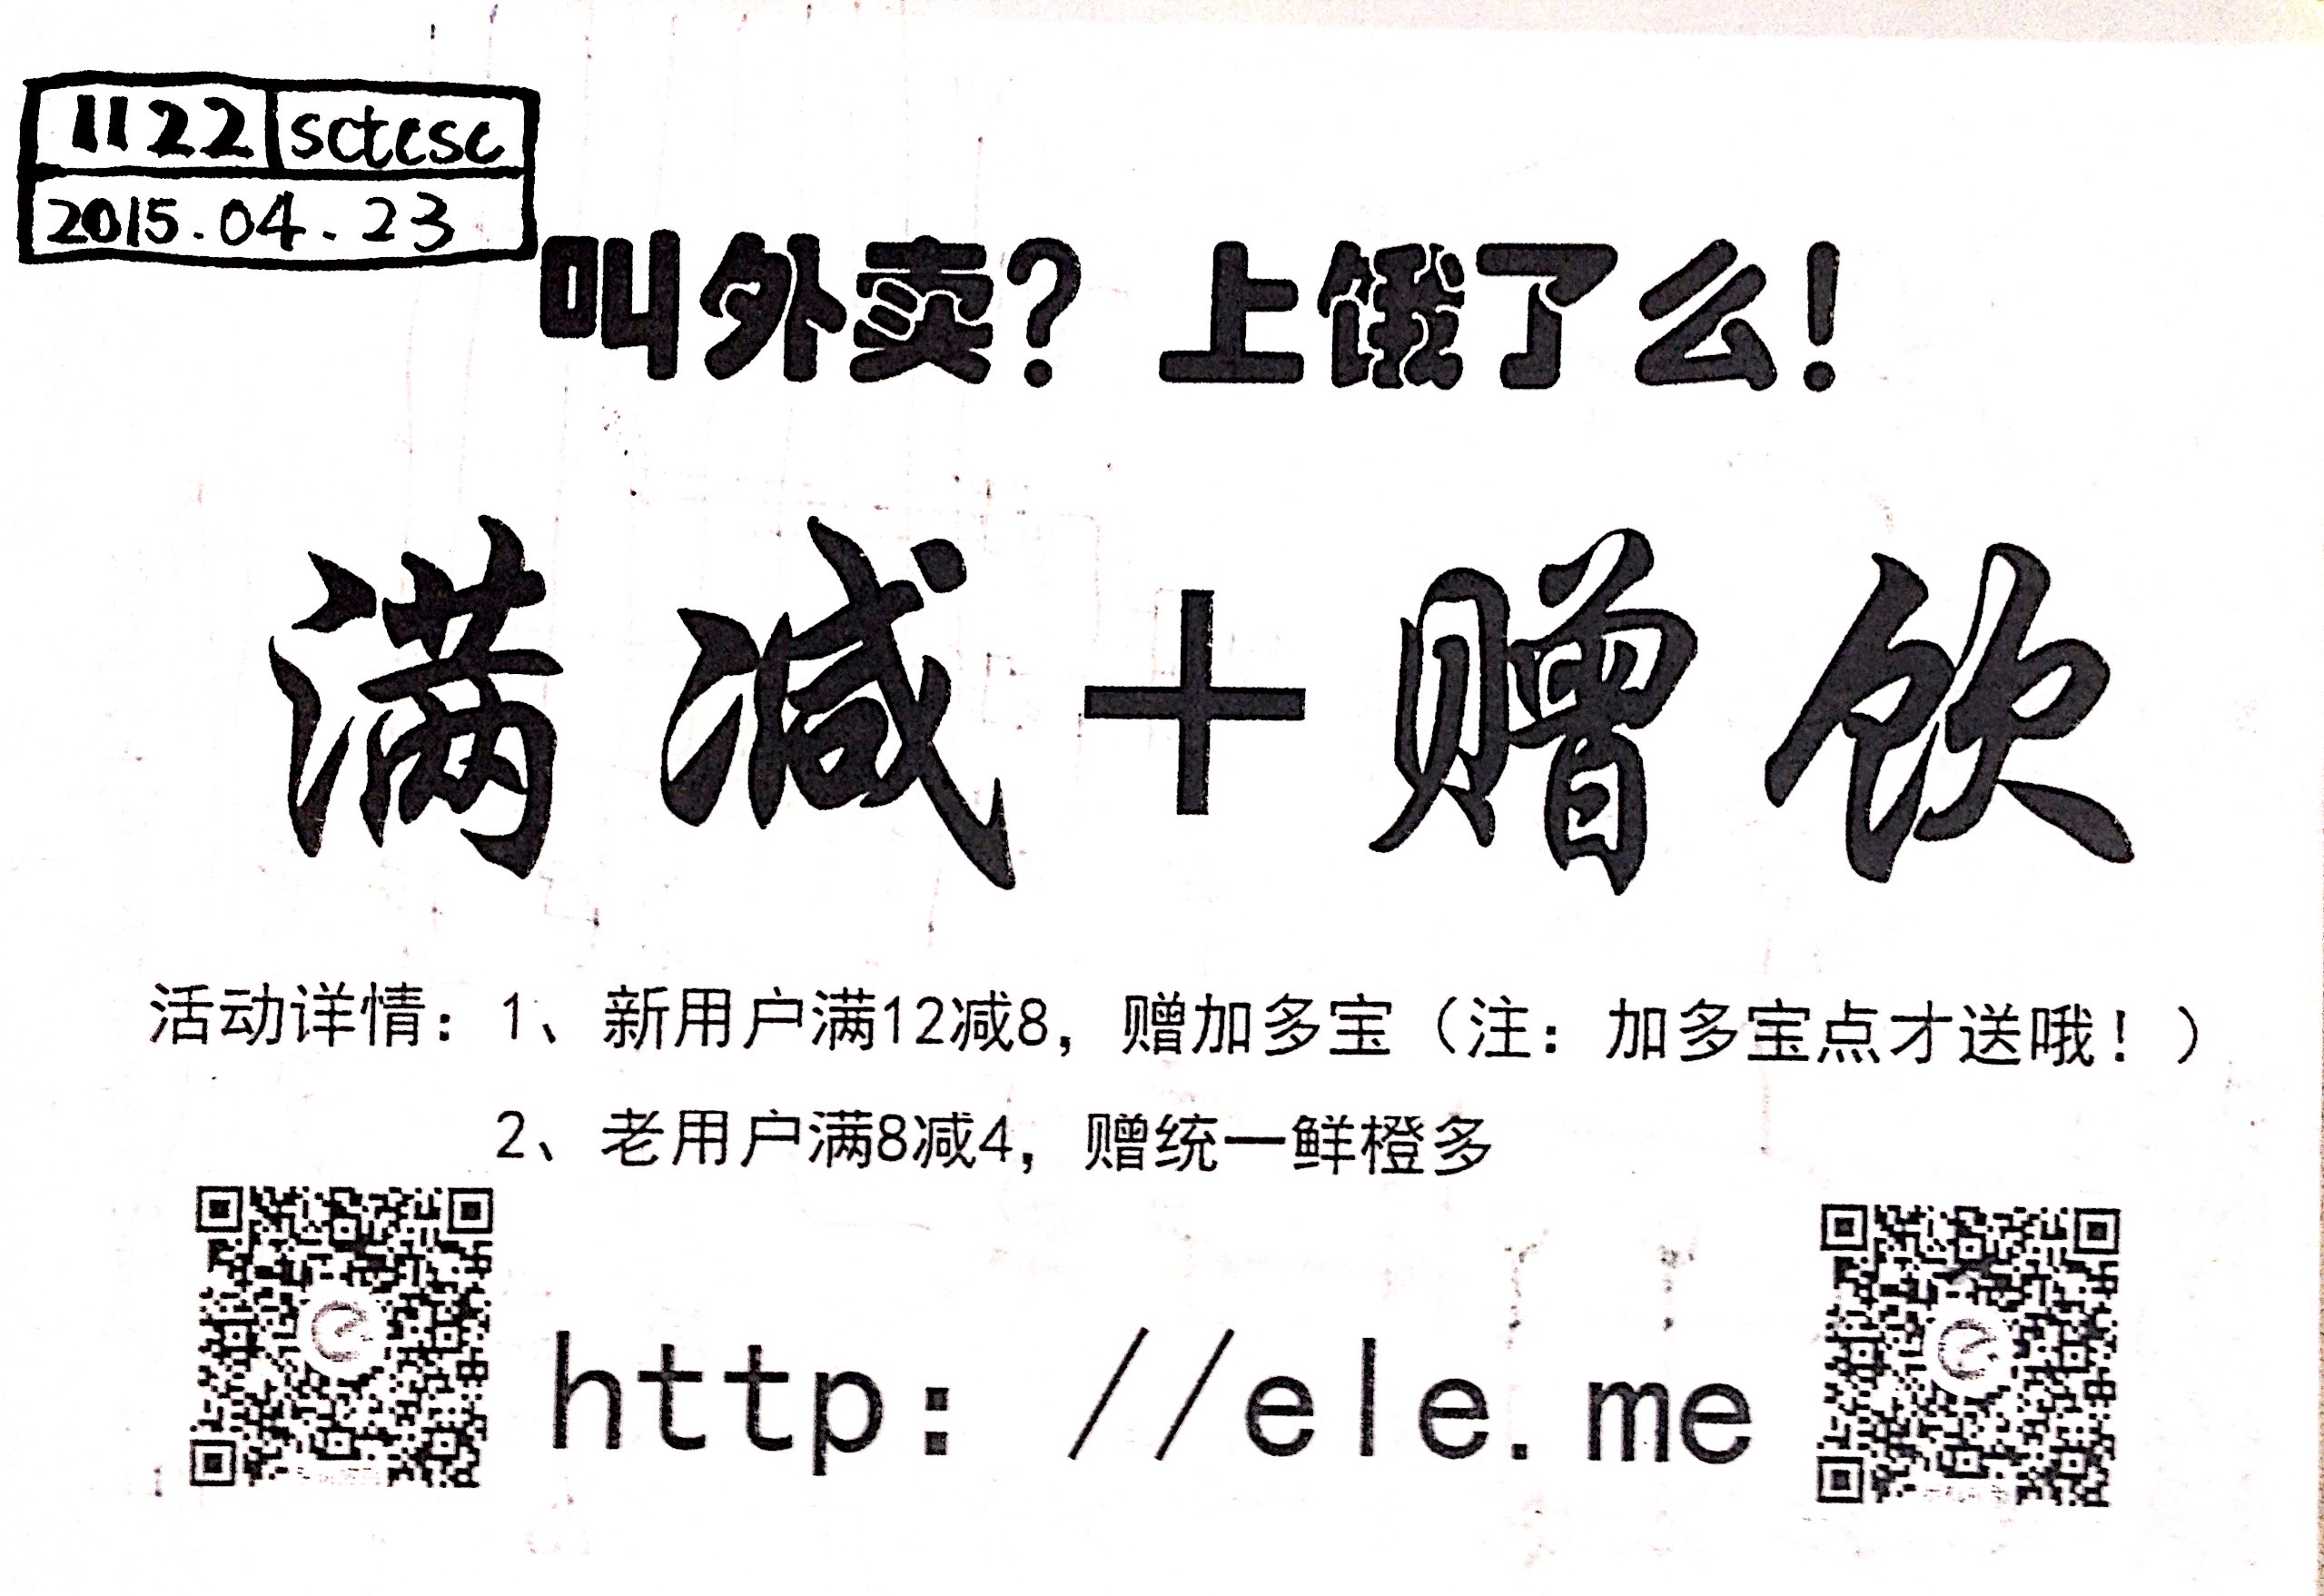 1122 sctcsc
2015.04.23
叫外卖？上饿了么！
满减＋赠饮
活动详情：1、新用户满12减8，赠加多宝（注：加多宝点才送哦！）
2、老用户满8减4，赠统一鲜橙多
http：//ele.me